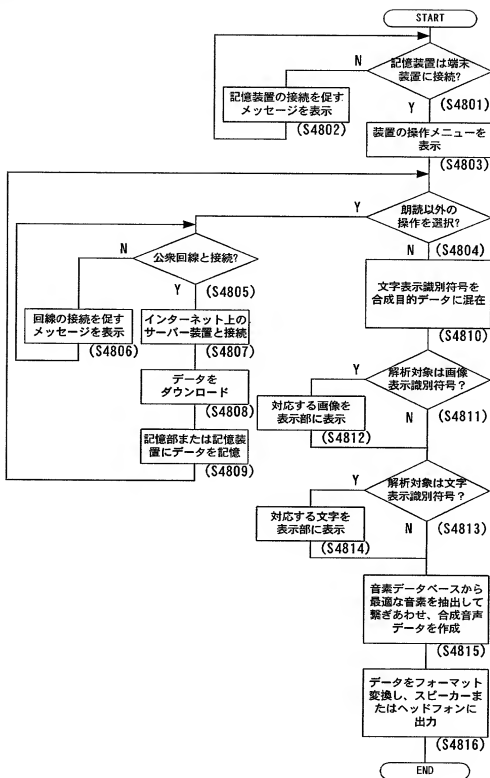 START
記憶装置は端末
装置に接続?
N
Y
(S4801)
記憶装置の接続を促す
メッセージを表示
(S4802)
装置の操作メニューを
表示
(S4803)
朗読以外の
操作を選択?
Y
N
(S4804)
公衆回線と接続?
N
Y
(S4805)
回線の接続を促す
メッセージを表示
(S4806)
インターネット上の
サーバー装置と接続
(S4807)
データを
ダウンロード
(S4808)
記憶部または記憶装
置にデータを記憶
(S4809)
文字表示識別符号を
合成目的データに混在
(S4810)
解析対象は画像
表示識別符号?
Y
N
(S4811)
対応する画像を
表示部に表示
(S4812)
解析対象は文字
表示識別符号?
Y
N
(S4813)
対応する文字を
表示部に表示
(S4814)
音素データベースから
最適な音素を抽出して
繋ぎあわせ、合成音声
データを作成
(S4815)
データをフォーマット
変換し、スピーカーま
たはヘッドフォンに
出力
(S4816)
END